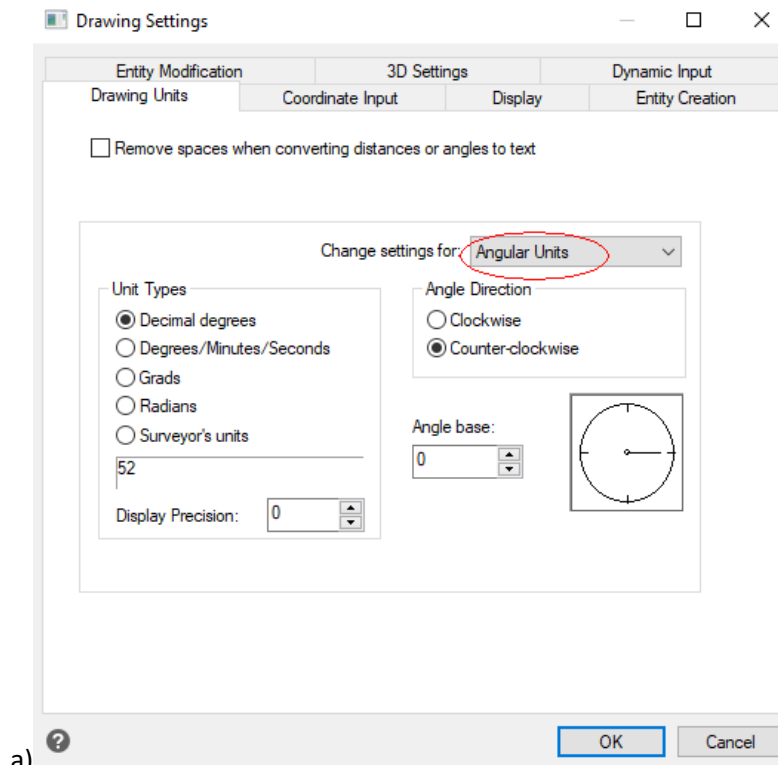 Drawing Settings
Entity Modification 3D Settings Dynamic Input
Drawing Units Coordinate Input Display Entity Creation
Remove spaces when converting distances or angles to text
Change settings for: Angular Units
Unit Types Angle Direction
Decimal degrees Clockwise
Degrees/Minutes/Seconds Counter-clockwise
Grads
Radians
Surveyor's units Angle base:
52 0
Display Precision: 0
OK Cancel
a)